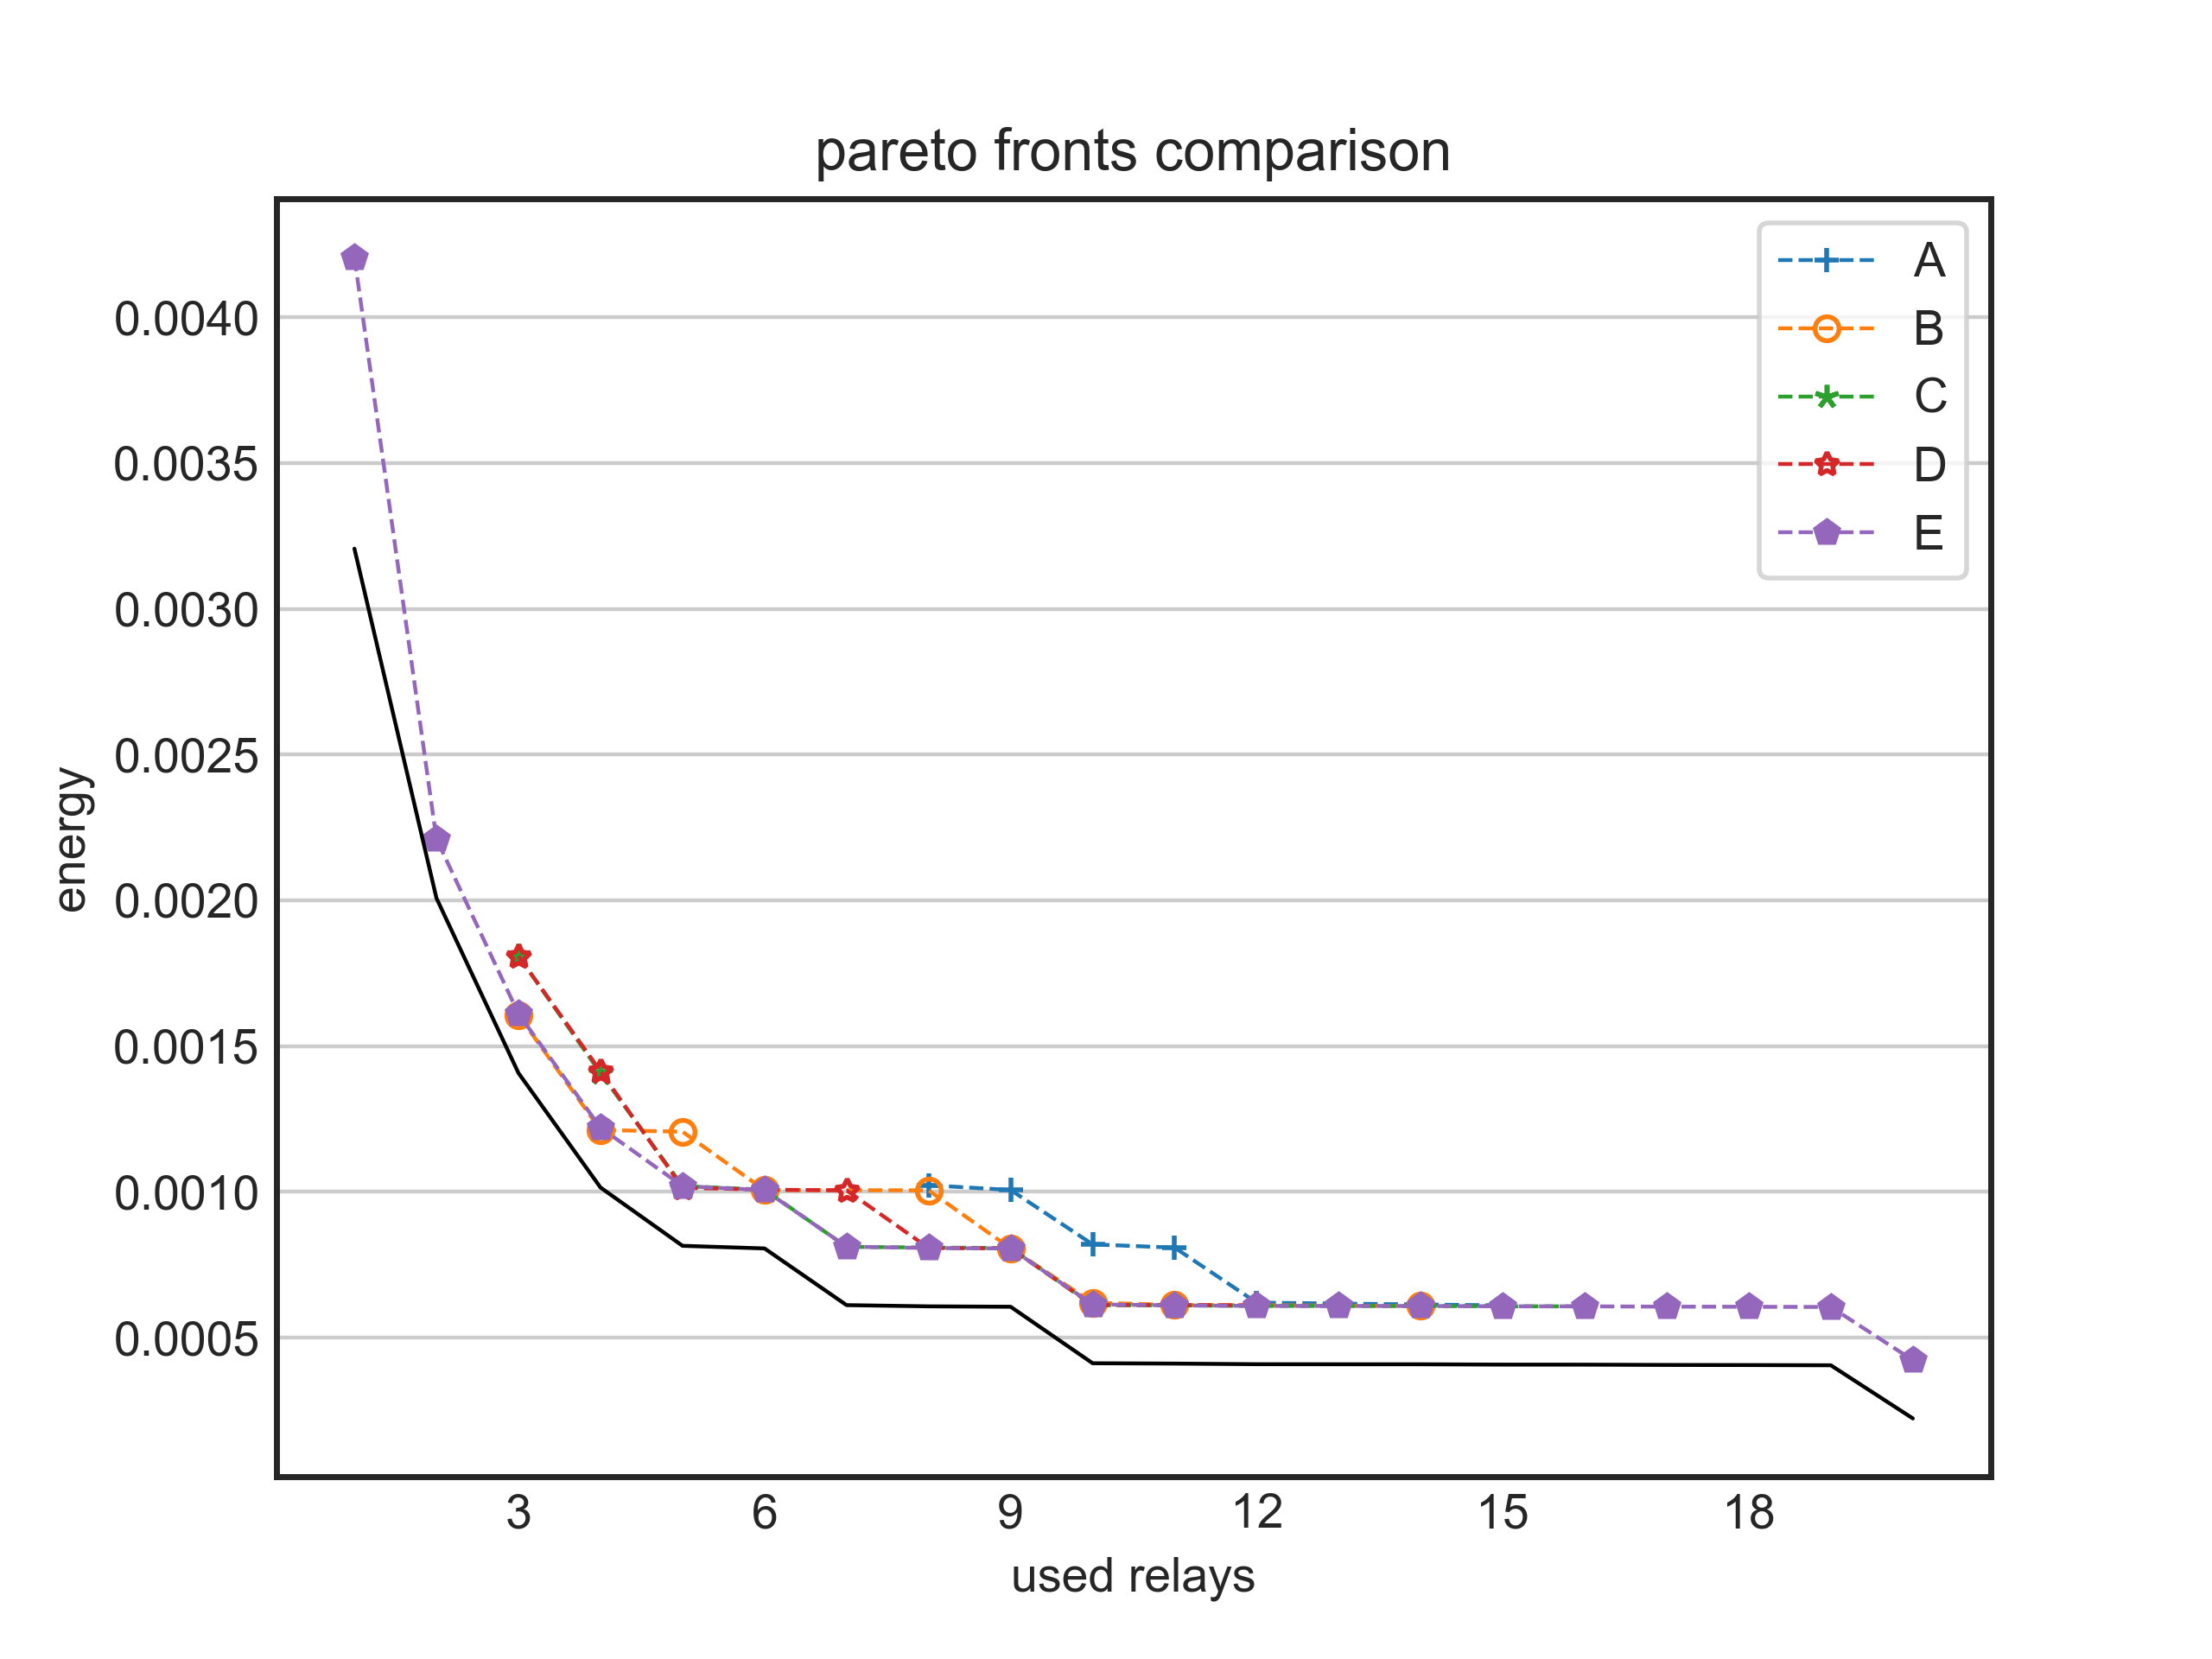 pareto fronts comparison
A
B
C
D
E
0.0040
0.0035
0.0030
0.0025
0.0020
0.0015
0.0010
0.0005
energy
3 6 9 12 15 18
used relays